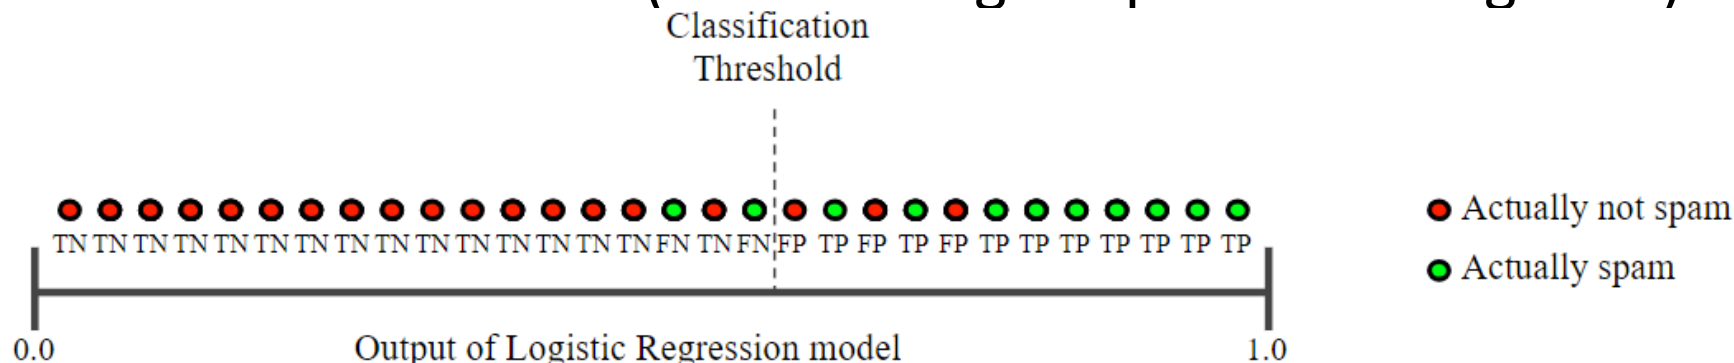 Classification
Threshold
TN TN TN TN TN TN TN TN TN TN TN TN TN TN TN FN TN FN FP TP FP TP FP TP TP TP TP TP TP TP
Actually not spam
Actually spam
0.0 Output of Logistic Regression model 1.0